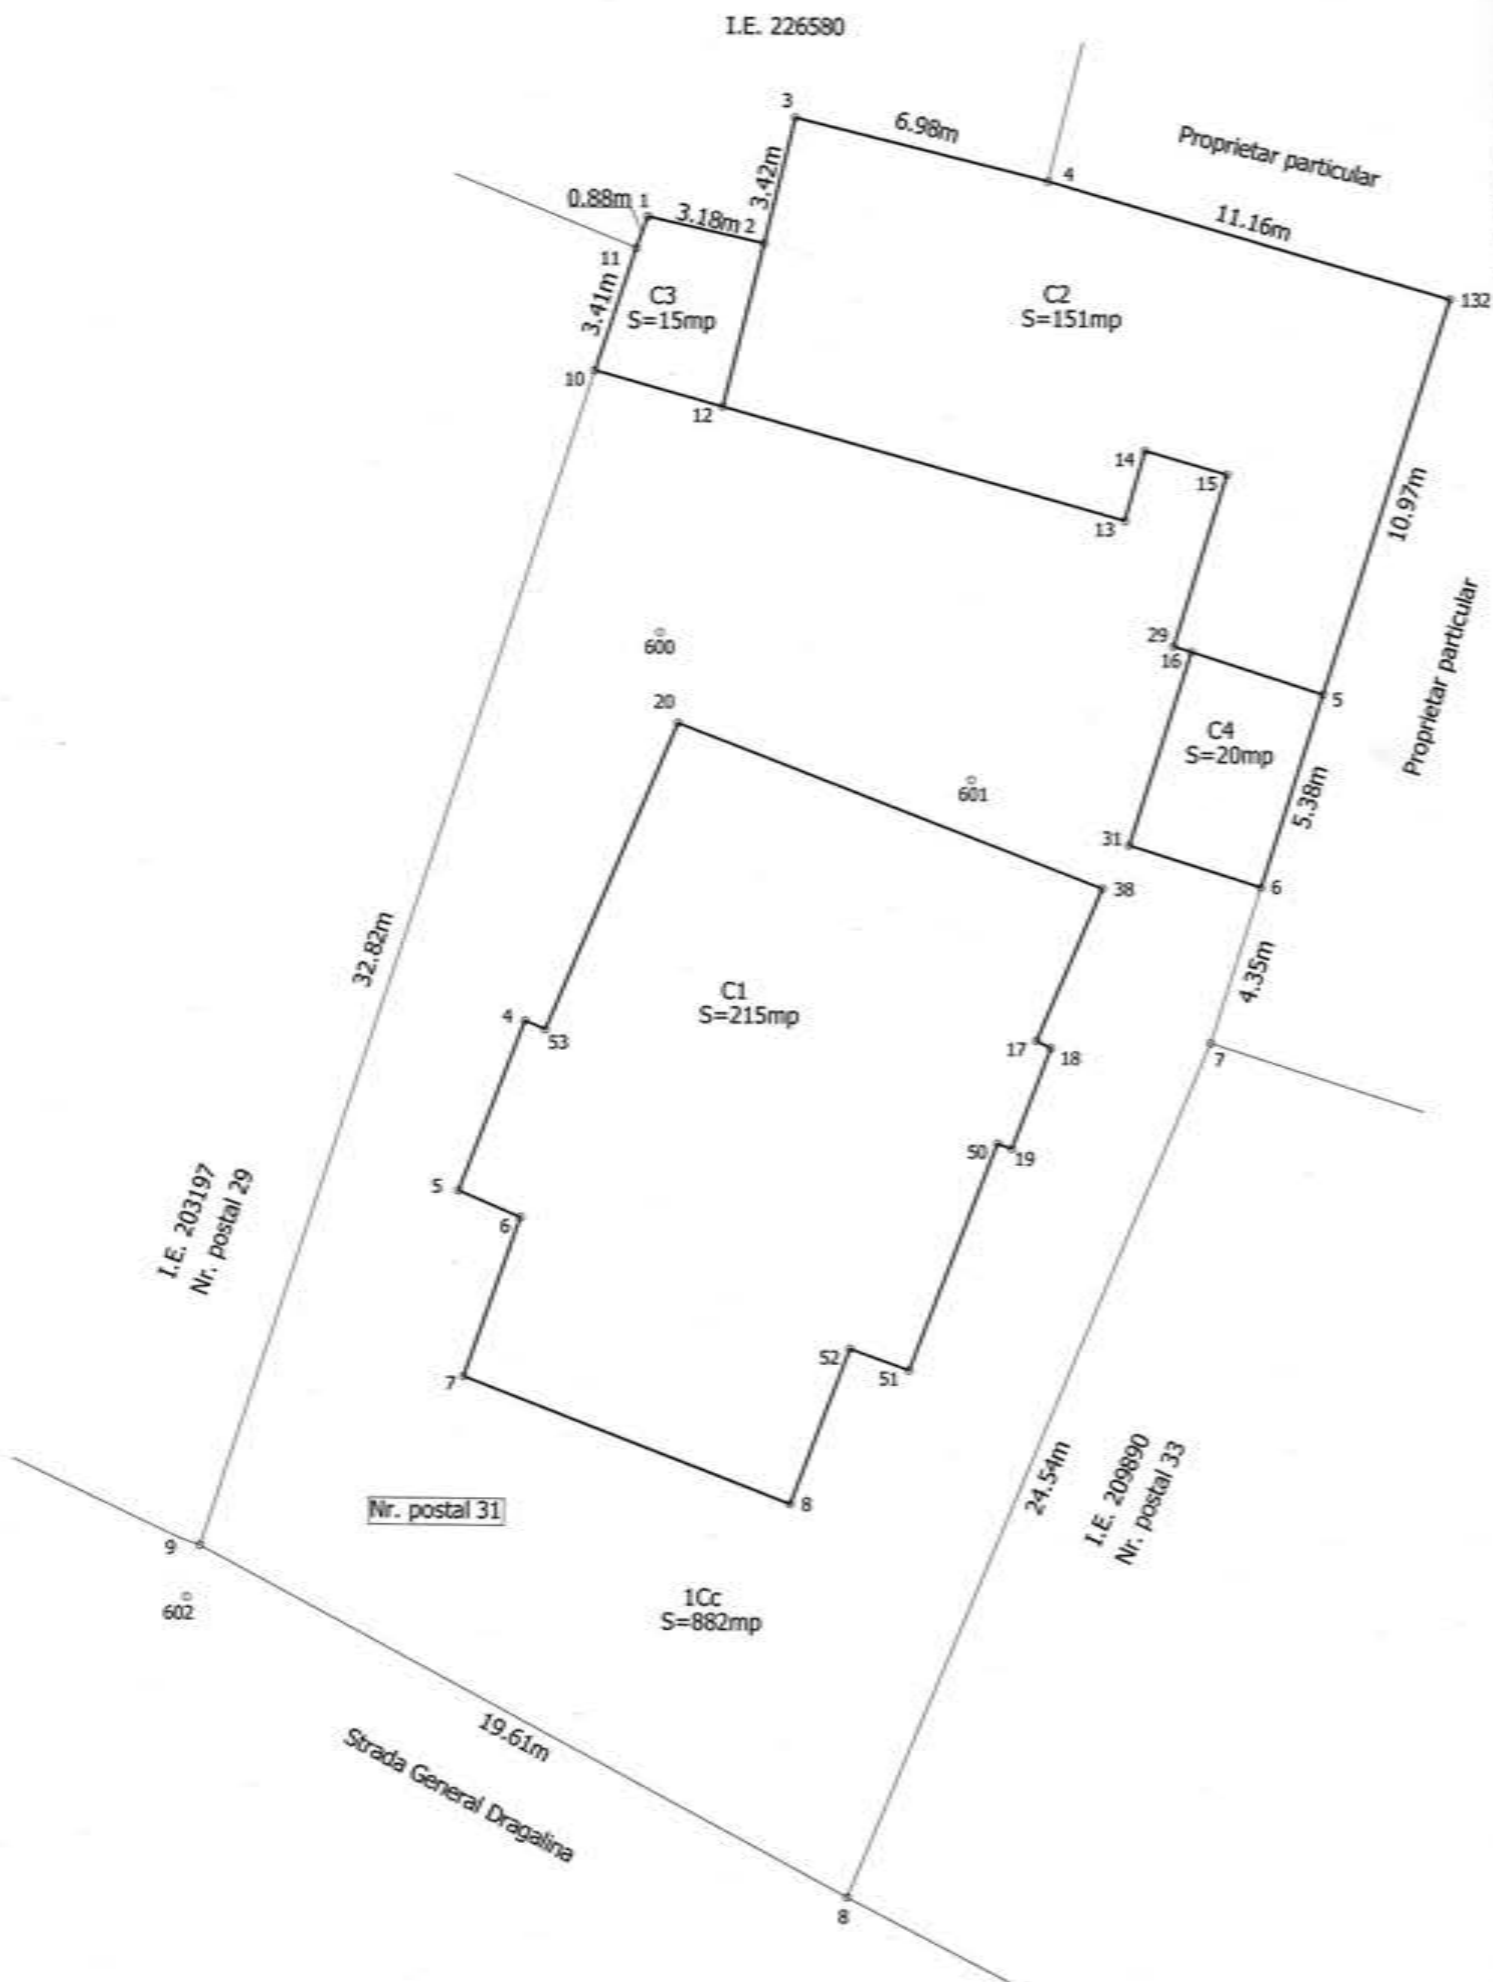 I.E. 226580
3
6.98m
4
Proprietar particular
3.42m
11.16m
0.88m
1
3.18m
2
11
132
C3
S=15mp
C2
S=151mp
3.41m
10
12
14
15
13
10.97m
29
16
5
Proprietar particular
600
20
C4
S=20mp
601
5.38m
31
38
6
32.82m
4.35m
C1
S=215mp
4
53
17
18
7
50
19
5
6
I.E. 203197
Nr. postal 29
52
51
7
24.54m
I.E. 209890
Nr. postal 33
8
Nr. postal 31
9
602
1Cc
S=882mp
19.61m
Strada General Dragalina
8